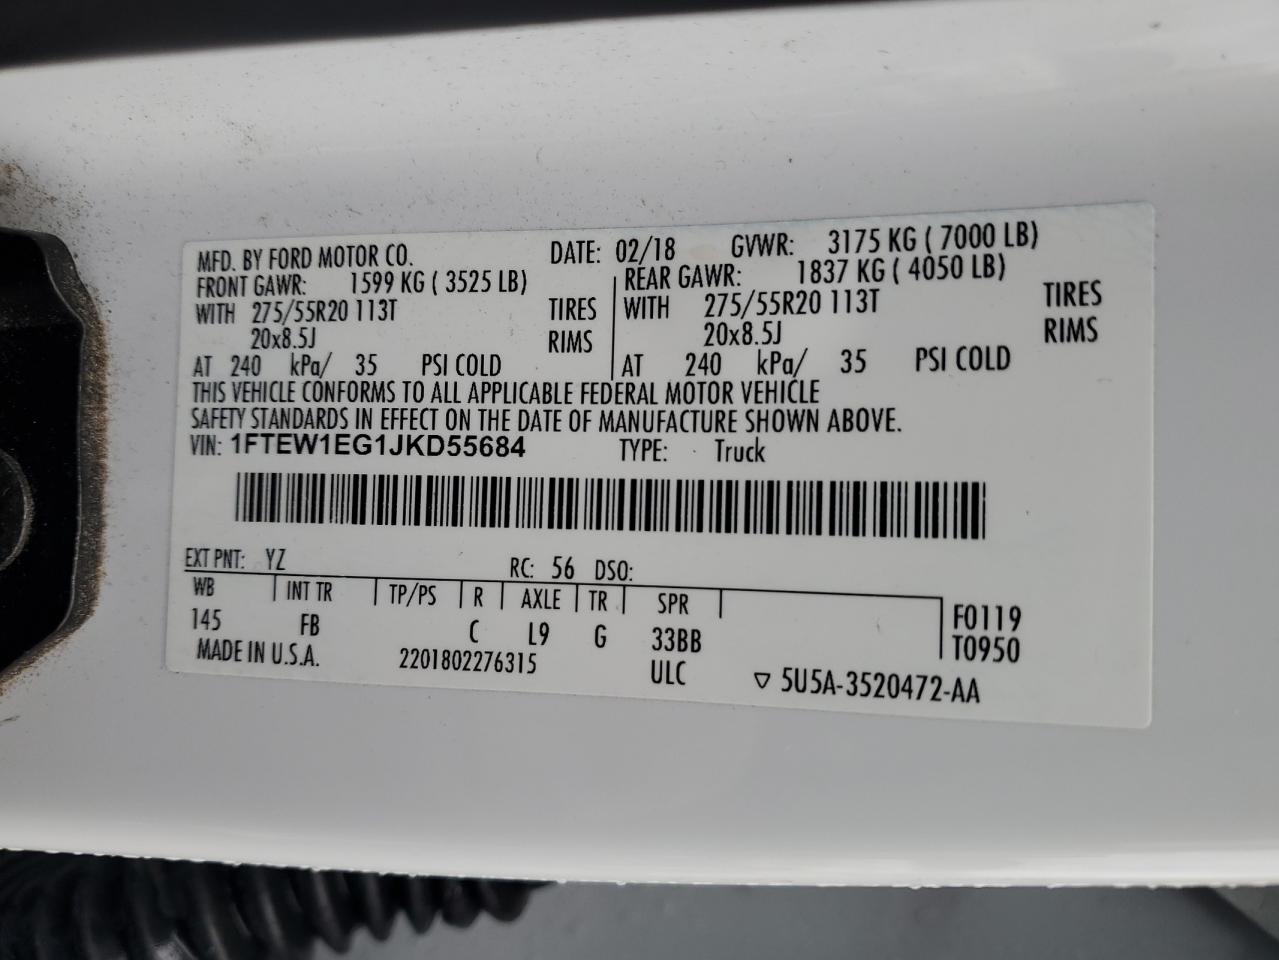 MFD. BY FORD MOTOR CO. DATE: 02/18 GVWR: 3175 KG ( 7000 LB)
FRONT GAWR: 1599 KG ( 3525 LB) REAR GAWR: 1837 KG ( 4050 LB)
WITH 275/55R20 113T TIRES WITH 275/55R20 113T TIRES
20x8.5J RIMS 20x8.5J RIMS
AT 240 kPa/ 35 PSI COLD AT 240 kPa/ 35 PSI COLD
THIS VEHICLE CONFORMS TO ALL APPLICABLE FEDERAL MOTOR VEHICLE
SAFETY STANDARDS IN EFFECT ON THE DATE OF MANUFACTURE SHOWN ABOVE.
VIN: 1FTEW1EG1JKD55684 TYPE: Truck
EXT PNT: YZ RC: 56 DSO:
WB INT TR TP/PS R AXLE TR SPR F0119
145 FB C L9 G 33BB T0950
MADE IN U.S.A. 2201802276315 ULC ▽ 5U5A-3520472-AA